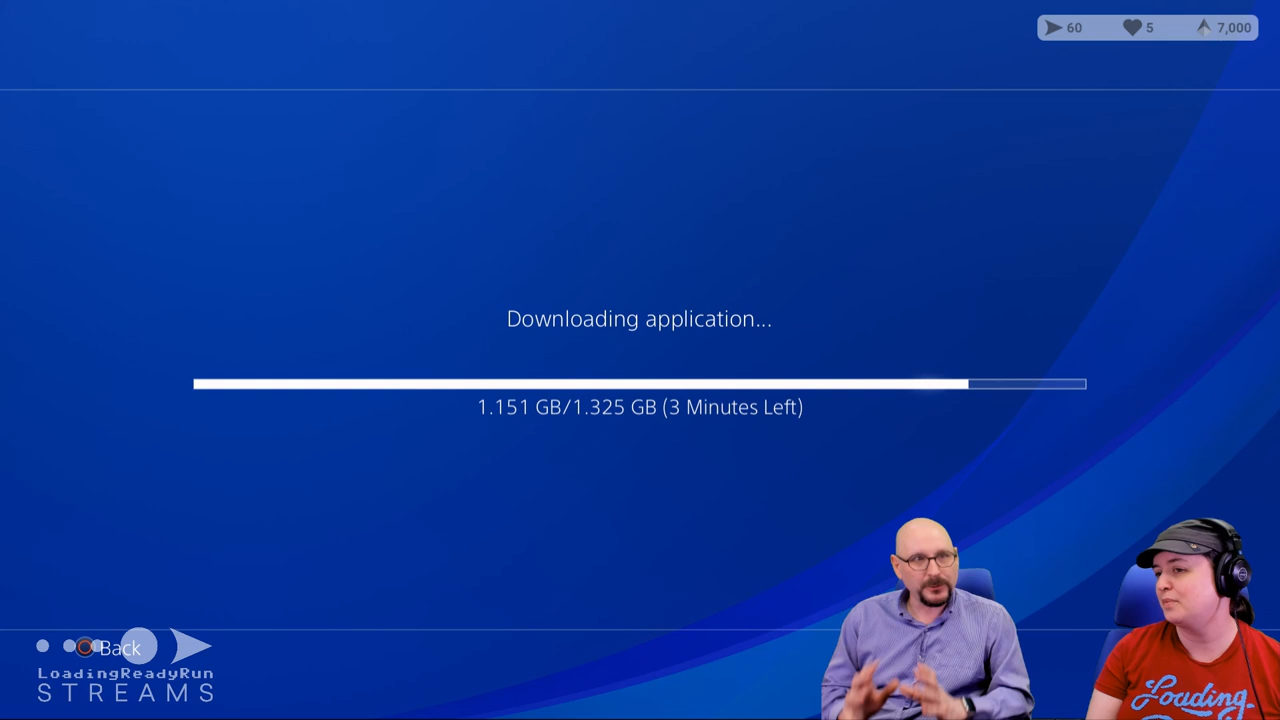 60 5 7,000
Downloading application...
1.151 GB/1.325 GB (3 Minutes Left)
Back
LoadingReadyRun
STREAMS
Loading